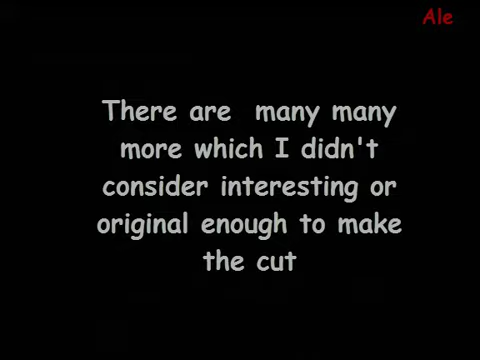 Ale
There are  many many
more which I didn't
consider interesting or
original enough to make
the cut